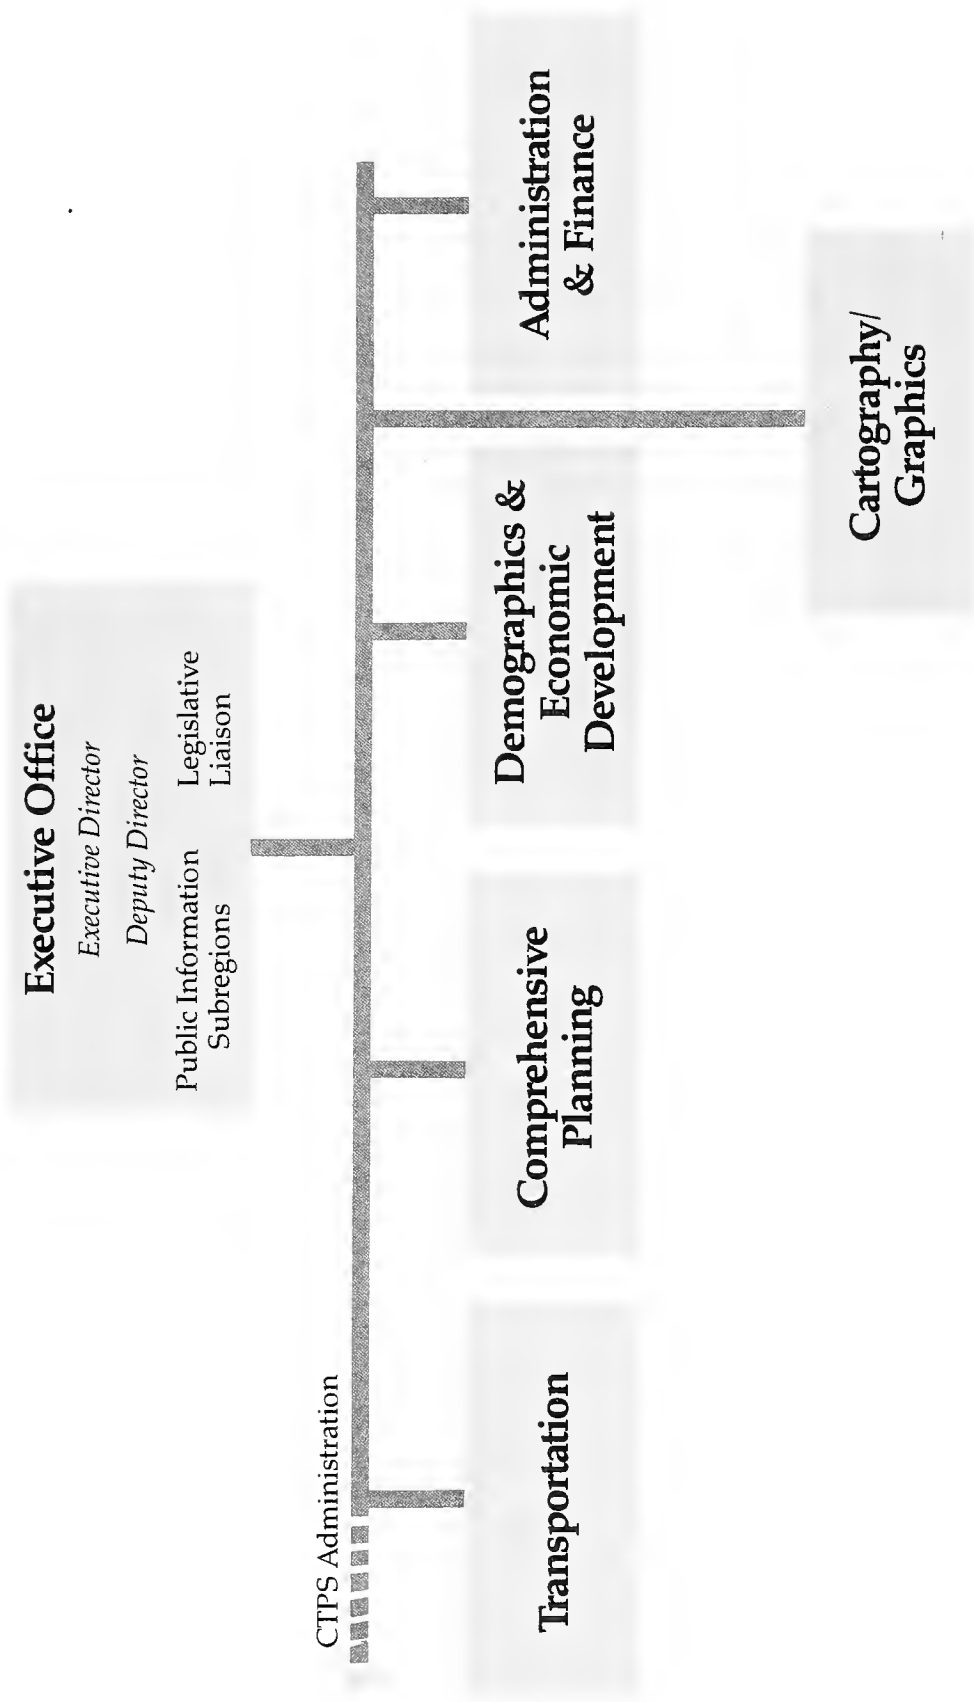 Executive Office
Executive Director
Deputy Director
Public Information
Subregions
Legislative
Liaison
CTPS Administration
Transportation
Comprehensive
Planning
Demographics &
Economic
Development
Administration
& Finance
Cartography/
Graphics